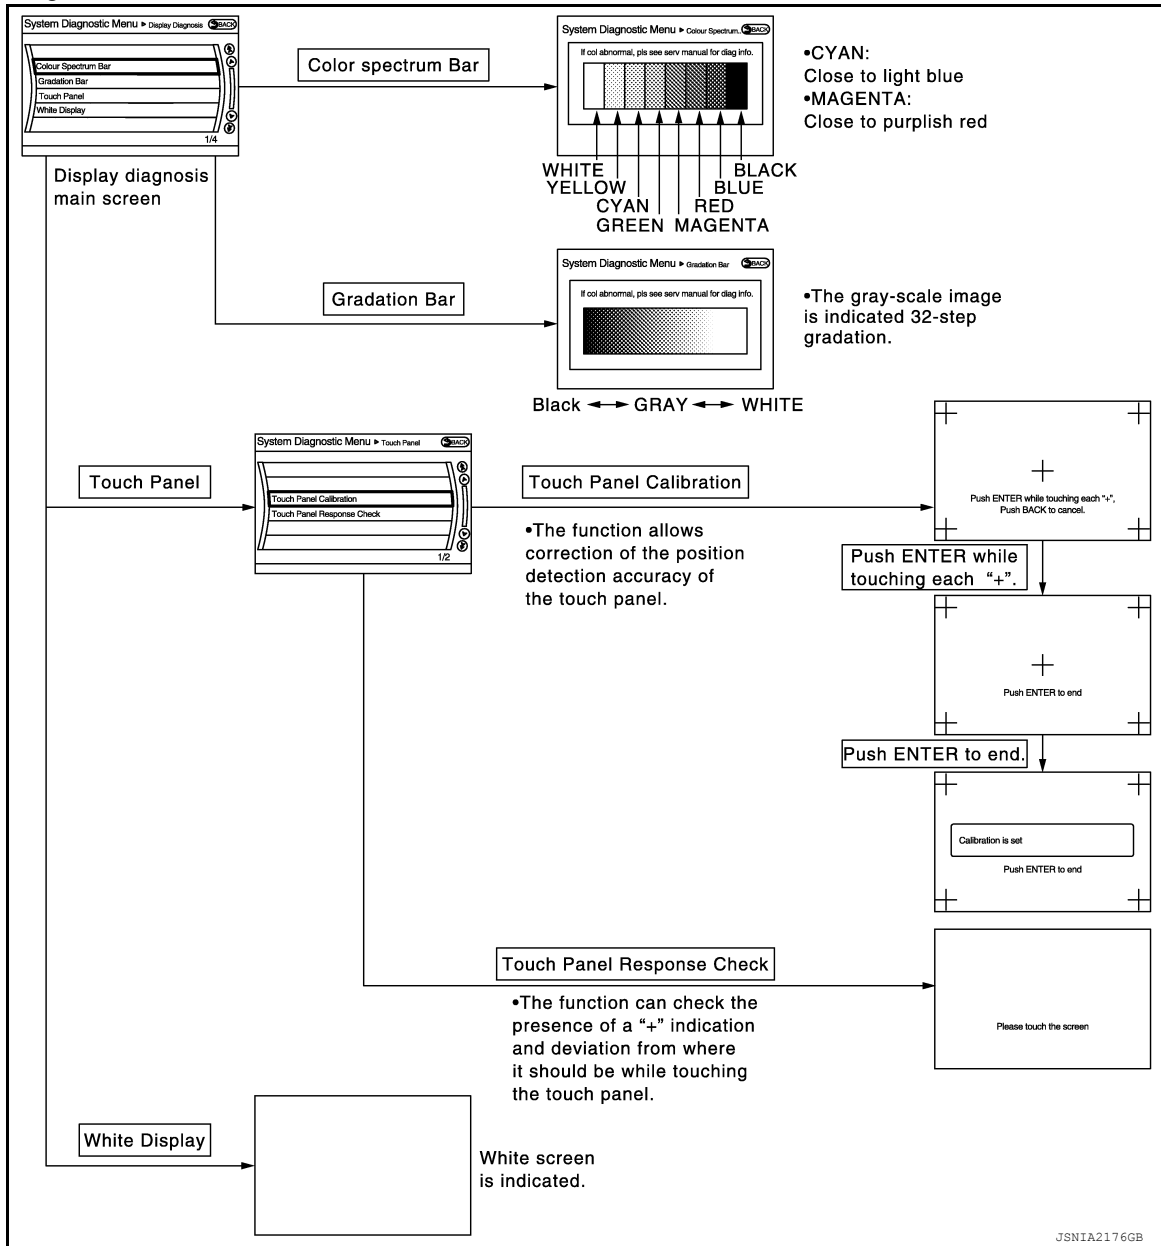 System Diagnostic Menu ▶ Display Diagnosis BACK
Colour Spectrum Bar
Gradation Bar
Touch Panel
White Display
1/4
Display diagnosis
main screen
Color spectrum Bar
System Diagnostic Menu ▶ Colour Spectrum.. BACK
If col abnormal, pls see serv manual for diag info.
WHITE
YELLOW
CYAN
GREEN
MAGENTA
RED
BLUE
BLACK
•CYAN:
Close to light blue
•MAGENTA:
Close to purplish red
Gradation Bar
System Diagnostic Menu ▶ Gradation Bar BACK
If col abnormal, pls see serv manual for diag info.
Black ↔ GRAY ↔ WHITE
•The gray-scale image
is indicated 32-step
gradation.
Touch Panel
System Diagnostic Menu ▶ Touch Panel BACK
Touch Panel Calibration
Touch Panel Response Check
1/2
Touch Panel Calibration
•The function allows
correction of the position
detection accuracy of
the touch panel.
Push ENTER while touching each “+”,
Push BACK to cancel.
Push ENTER while
touching each “+”.
Push ENTER to end
Push ENTER to end.
Calibration is set
Push ENTER to end
Touch Panel Response Check
•The function can check the
presence of a “+” indication
and deviation from where
it should be while touching
the touch panel.
Please touch the screen
White Display
White screen
is indicated.
JSNIA2176GB